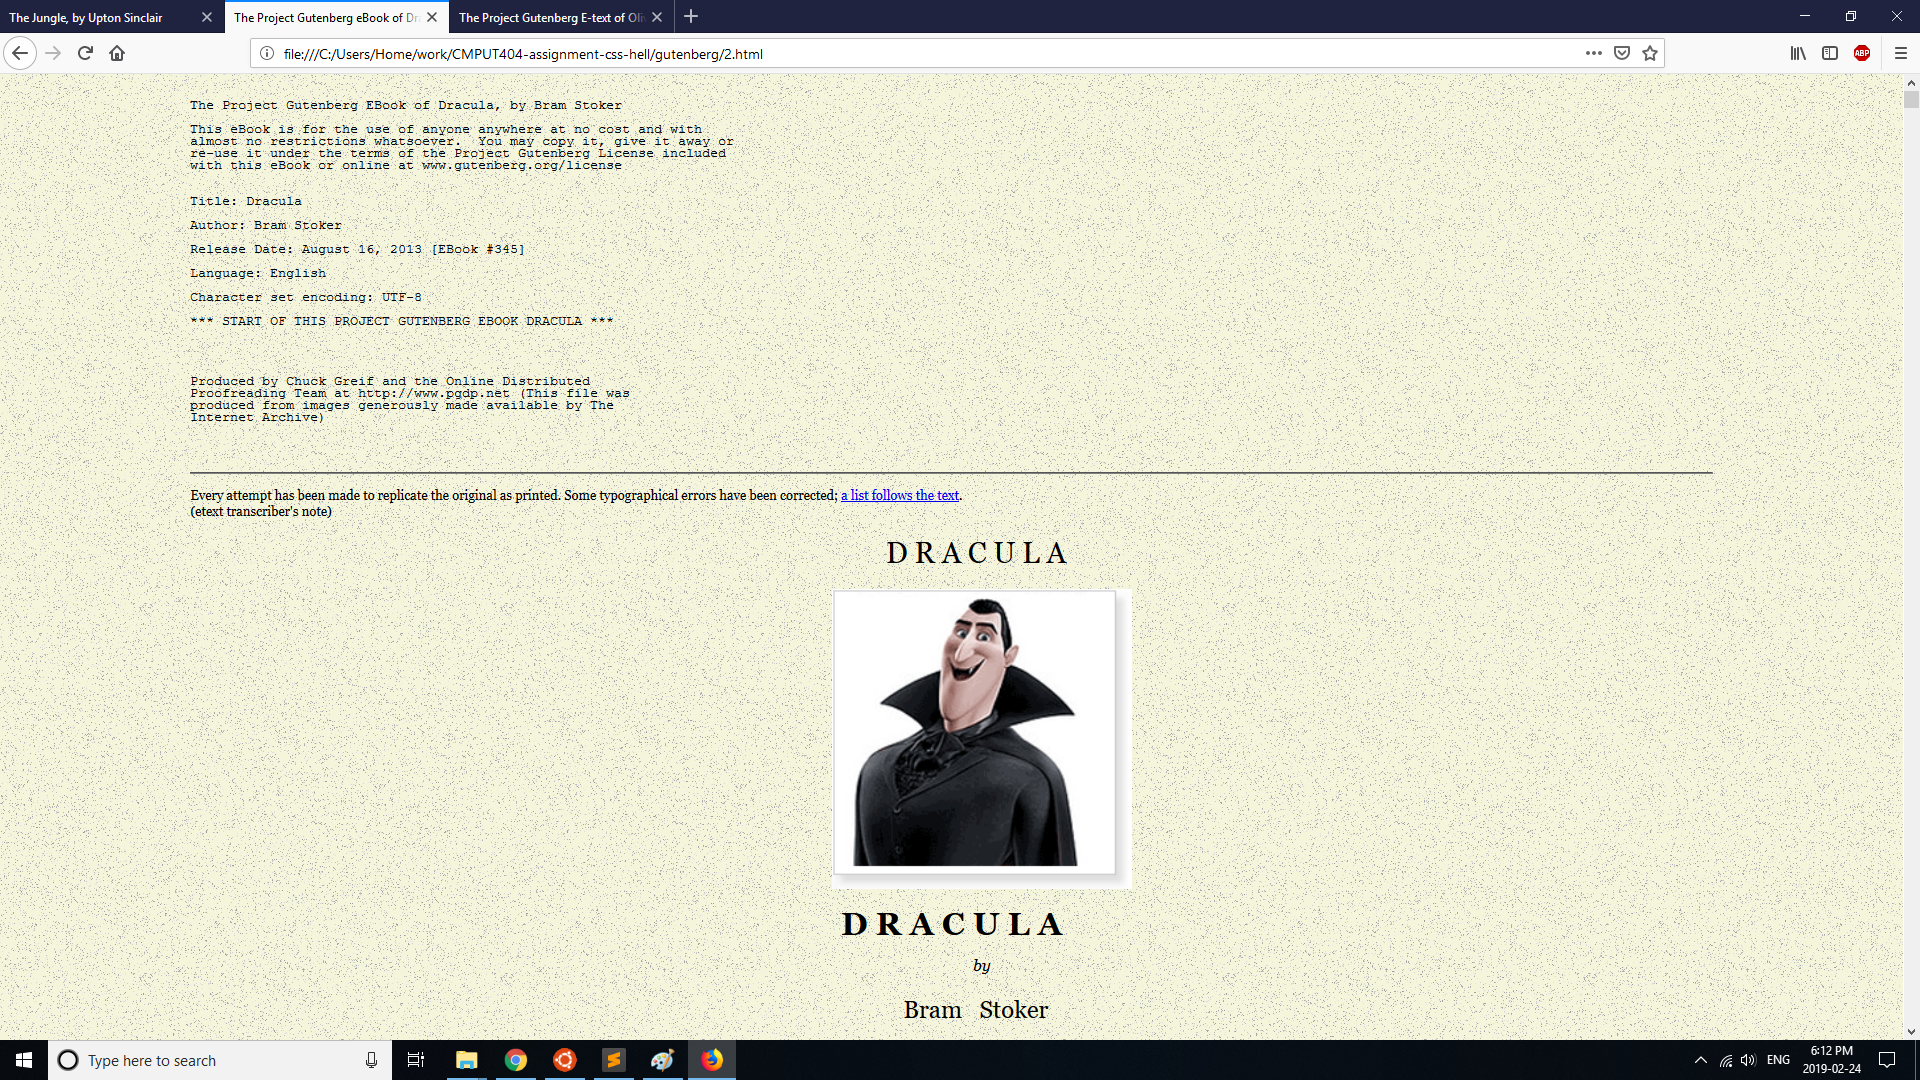 The Jungle, by Upton Sinclair
The Project Gutenberg eBook of Dr
The Project Gutenberg E-text of Oli
file:///C:/Users/Home/work/CMPUT404-assignment-css-hell/gutenberg/2.html
ABP
The Project Gutenberg EBook of Dracula, by Bram Stoker
This eBook is for the use of anyone anywhere at no cost and with
almost no restrictions whatsoever.  You may copy it, give it away or
re-use it under the terms of the Project Gutenberg License included
with this eBook or online at www.gutenberg.org/license
Title: Dracula
Author: Bram Stoker
Release Date: August 16, 2013 [EBook #345]
Language: English
Character set encoding: UTF-8
*** START OF THIS PROJECT GUTENBERG EBOOK DRACULA ***
Produced by Chuck Greif and the Online Distributed
Proofreading Team at http://www.pgdp.net (This file was
produced from images generously made available by The
Internet Archive)
Every attempt has been made to replicate the original as printed. Some typographical errors have been corrected; a list follows the text.
(etext transcriber's note)
D R A C U L A
D R A C U L A
by
Bram Stoker
Type here to search
ENG
6:12 PM
2019-02-24